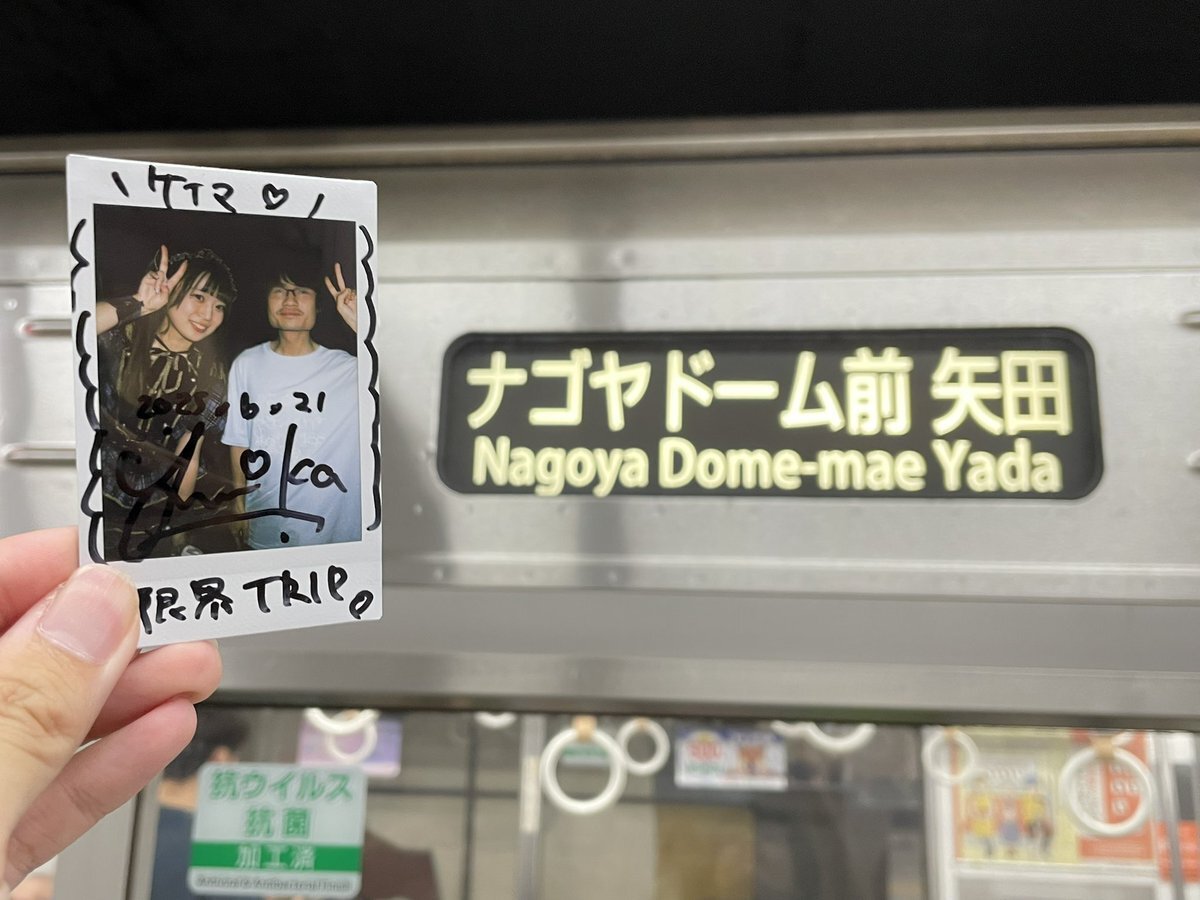 ケイマ♡
2025.6.21
限界TRIP
ナゴヤドーム前 矢田
Nagoya Dome-mae Yada
抗ウイルス
抗菌
加工済